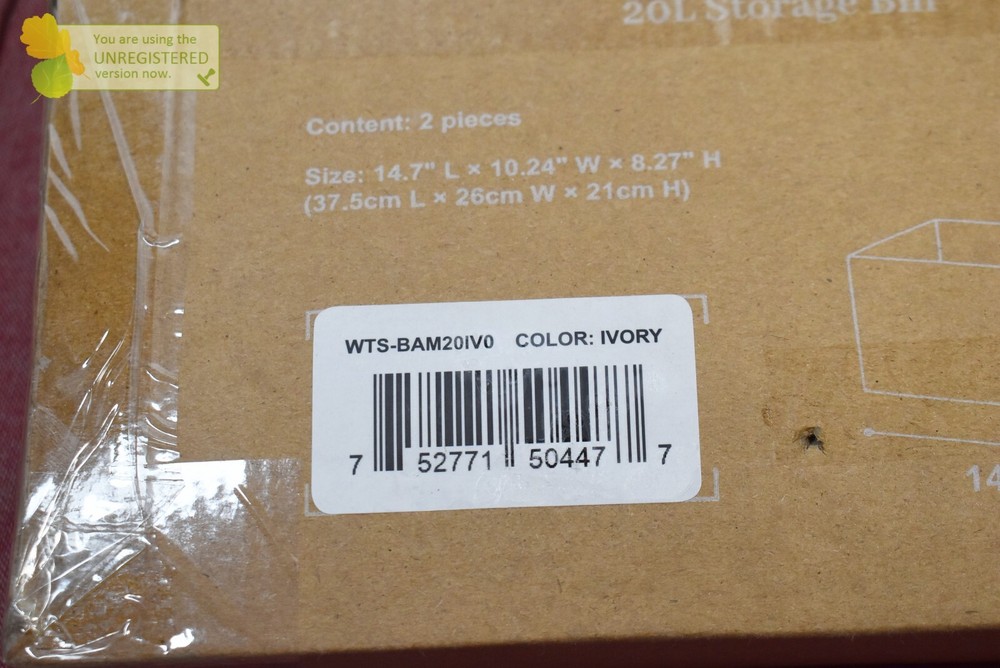 You are using the
UNREGISTERED
version now.
20L Storage Bin
Content: 2 pieces
Size: 14.7" L × 10.24" W × 8.27" H
(37.5cm L × 26cm W × 21cm H)
WTS-BAM20IV0 COLOR: IVORY
7 52771 50447 7
14